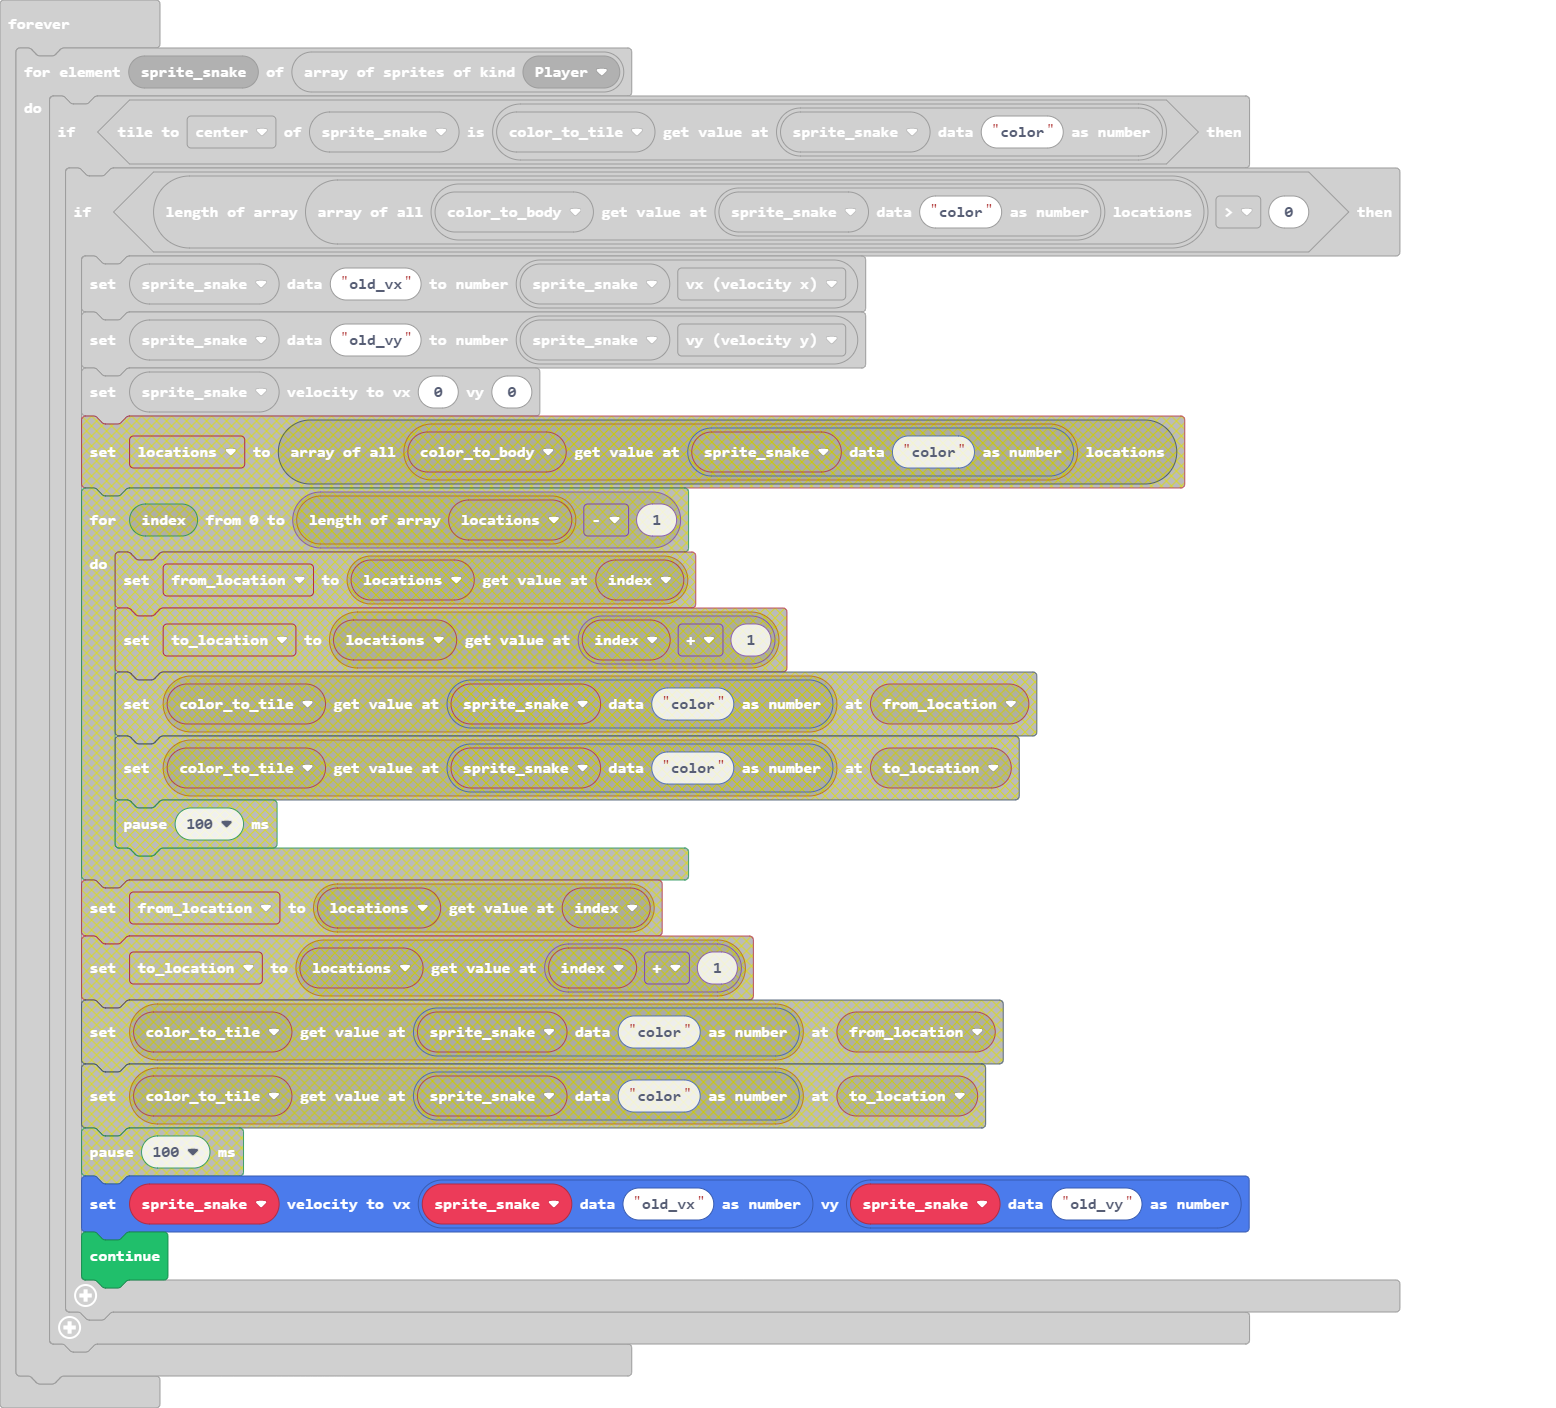 forever
for element sprite_snake of array of sprites of kind Player
do
if tile to center of sprite_snake is color_to_tile get value at sprite_snake data "color" as number then
if length of array array of all color_to_body get value at sprite_snake data "color" as number locations > 0 then
set sprite_snake data "old_vx" to number sprite_snake vx (velocity x)
set sprite_snake data "old_vy" to number sprite_snake vy (velocity y)
set sprite_snake velocity to vx 0 vy 0
set locations to array of all color_to_body get value at sprite_snake data "color" as number locations
for index from 0 to length of array locations - 1
do
set from_location to locations get value at index
set to_location to locations get value at index + 1
set color_to_tile get value at sprite_snake data "color" as number at from_location
set color_to_tile get value at sprite_snake data "color" as number at to_location
pause 100 ms
set from_location to locations get value at index
set to_location to locations get value at index + 1
set color_to_tile get value at sprite_snake data "color" as number at from_location
set color_to_tile get value at sprite_snake data "color" as number at to_location
pause 100 ms
set sprite_snake velocity to vx sprite_snake data "old_vx" as number vy sprite_snake data "old_vy" as number
continue